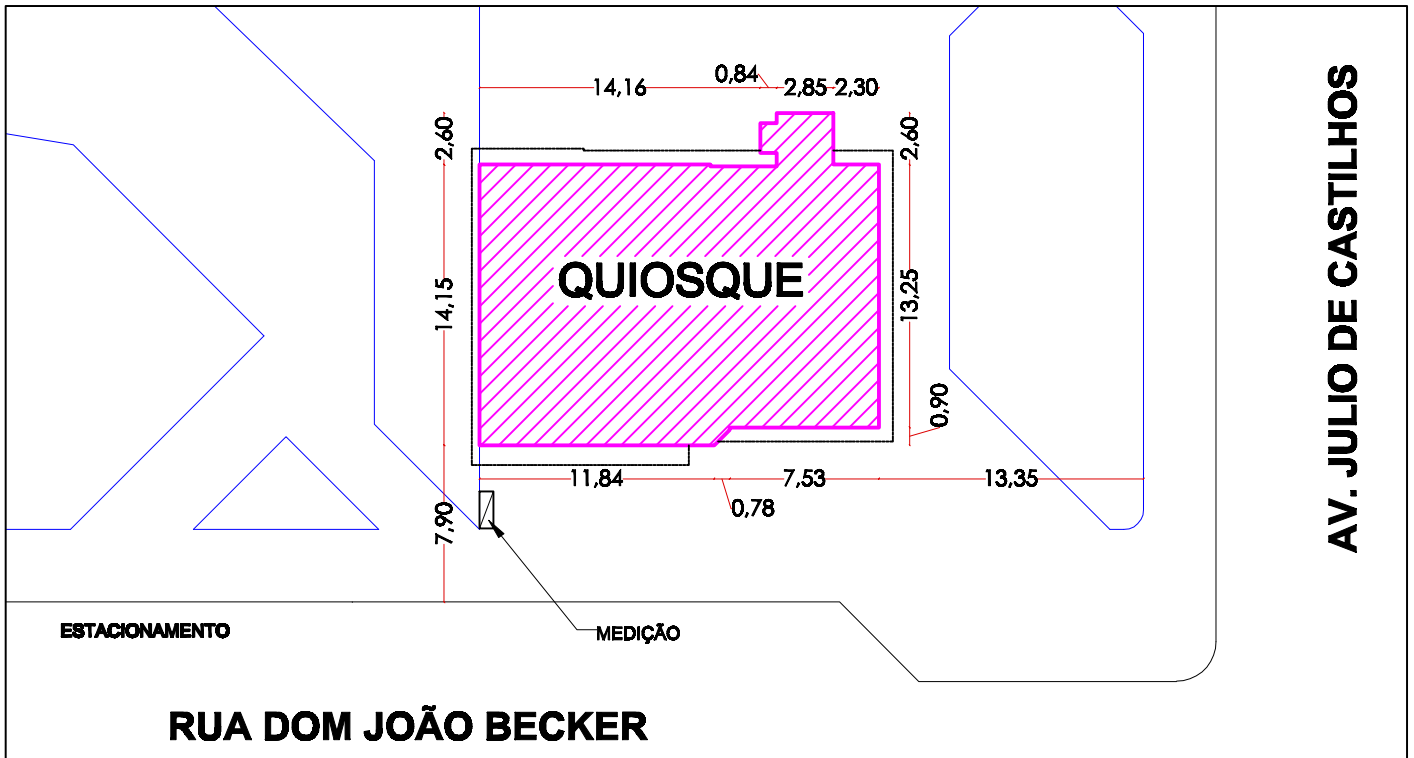 0,84
14,16
2,85
2,30
2,60
2,60
QUIOSQUE
14,15
13,25
0,90
11,84
7,53
13,35
0,78
7,90
ESTACIONAMENTO
MEDIÇÃO
RUA DOM JOÃO BECKER
AV. JULIO DE CASTILHOS